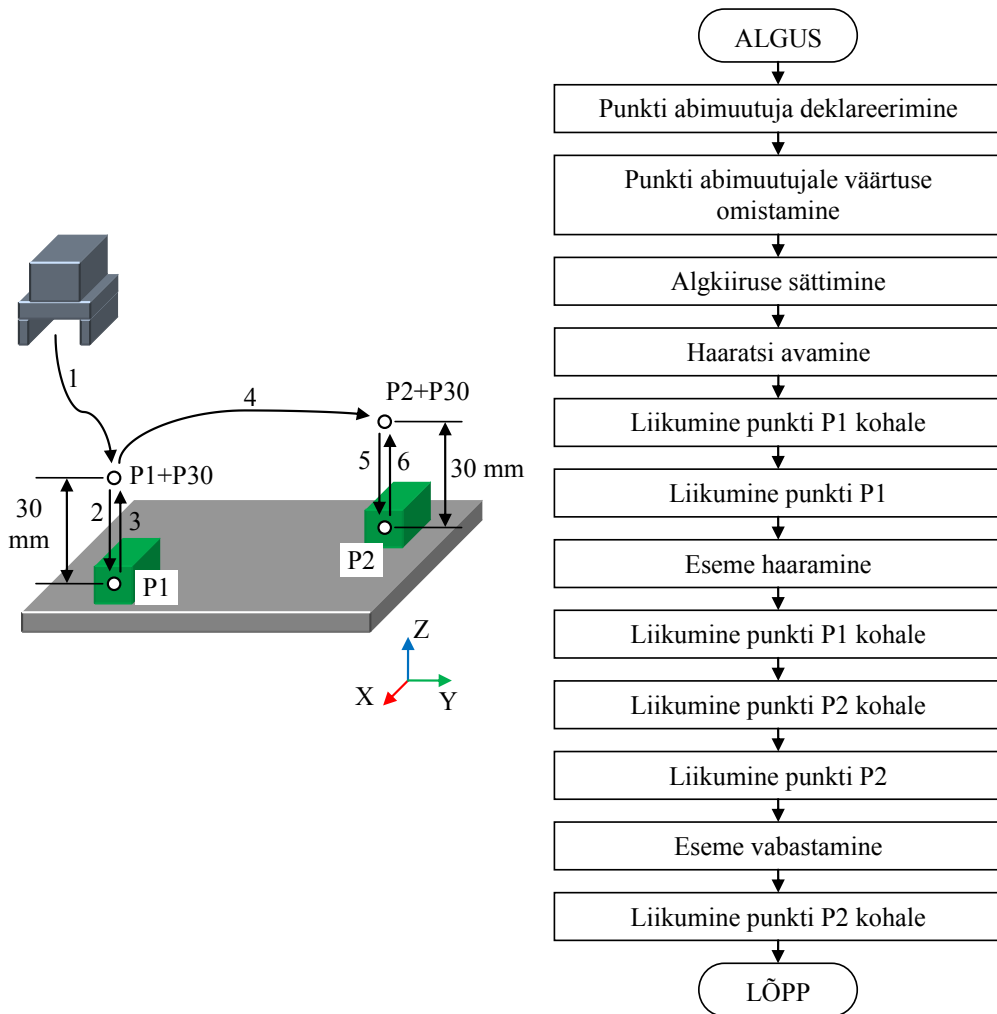 1
4
P2+P30
P1+P30
5
6
30 mm
30
mm
2
3
P1
P2
Z
X
Y
ALGUS
Punkti abimuutuja deklareerimine
Punkti abimuutujale väärtuse
omistamine
Algkiiruse sättimine
Haaratsi avamine
Liikumine punkti P1 kohale
Liikumine punkti P1
Eseme haaramine
Liikumine punkti P1 kohale
Liikumine punkti P2 kohale
Liikumine punkti P2
Eseme vabastamine
Liikumine punkti P2 kohale
LÕPP